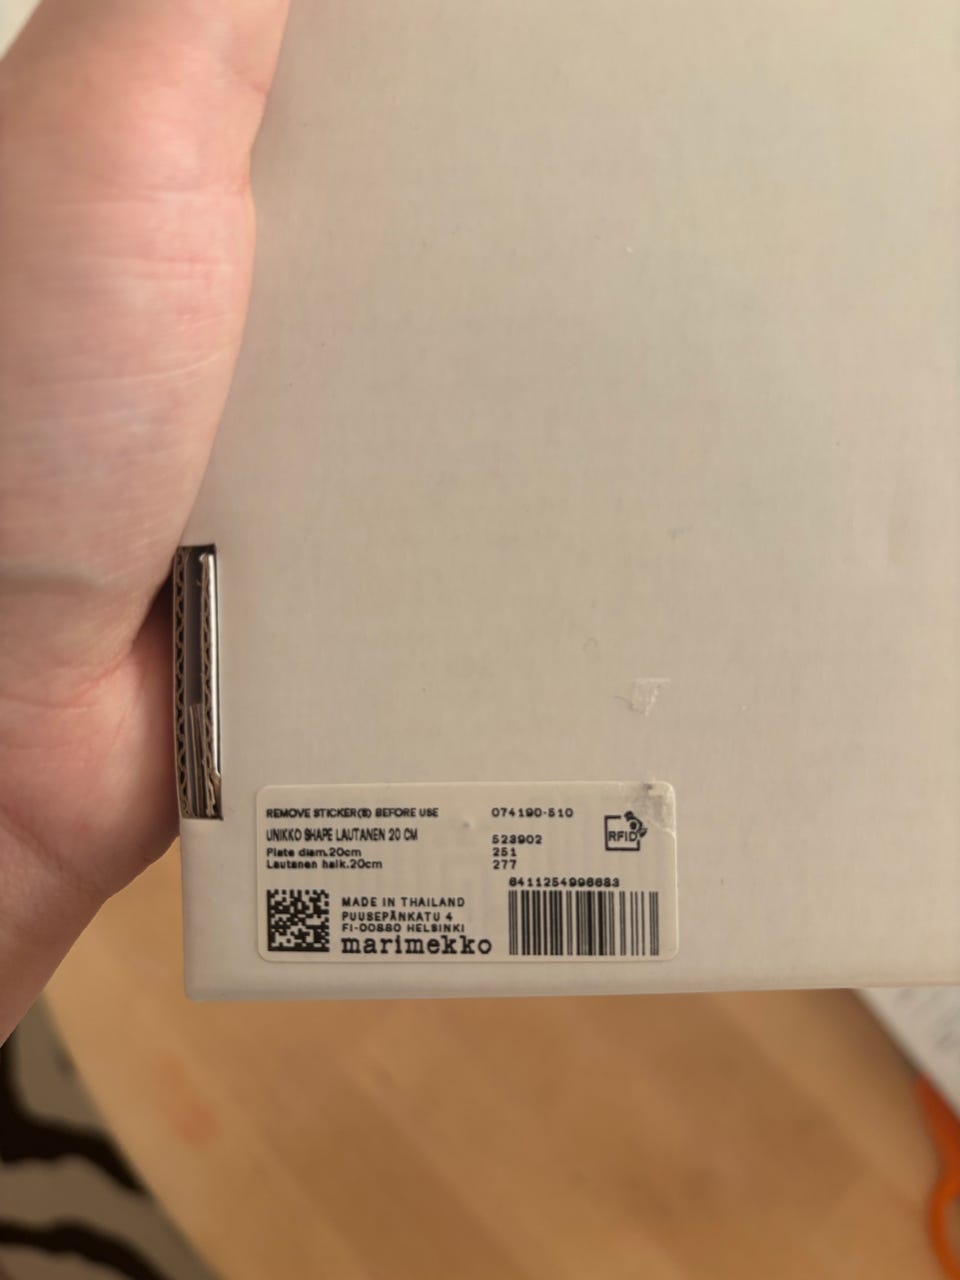 REMOVE STICKER(S) BEFORE USE
074190-510
UNIKKO SHAPE LAUTANEN 20 CM
523902
Plate diam.20cm
251
Lautanen halk.20cm
277
RFID
6411254996683
MADE IN THAILAND
PUUSEPÄNKATU 4
FI-00880 HELSINKI
marimekko